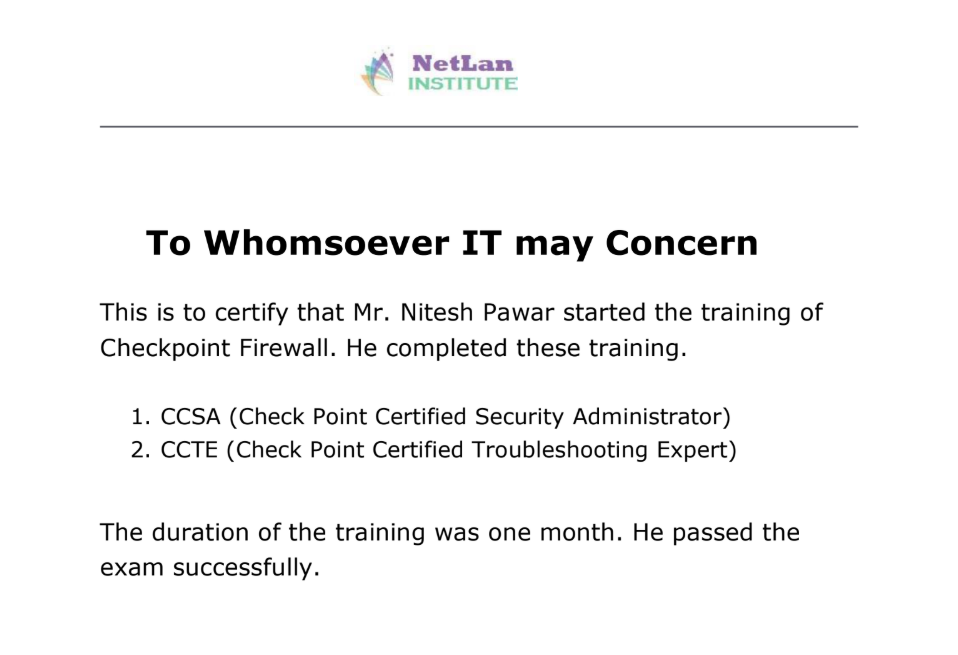 NetLan
INSTITUTE
To Whomsoever IT may Concern
This is to certify that Mr. Nitesh Pawar started the training of
Checkpoint Firewall. He completed these training.
1. CCSA (Check Point Certified Security Administrator)
2. CCTE (Check Point Certified Troubleshooting Expert)
The duration of the training was one month. He passed the
exam successfully.